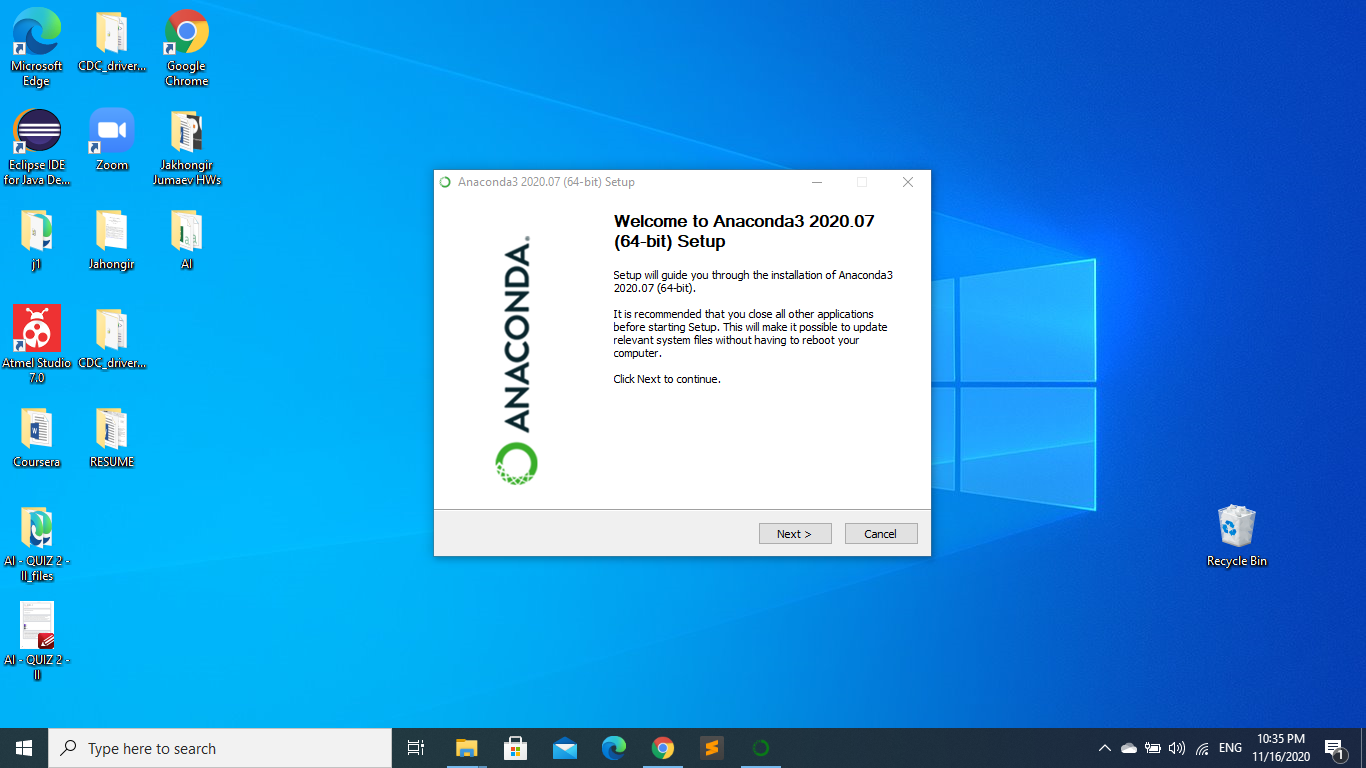 Microsoft
Edge
CDC_driver...
Google
Chrome
Eclipse IDE
for Java De...
Zoom
Jakhongir
Jumaev HWs
j1
Jahongir
AI
Atmel Studio
7.0
CDC_driver...
Coursera
RESUME
AI - QUIZ 2 -
II_files
AI - QUIZ 2 -
II
Anaconda3 2020.07 (64-bit) Setup
ANACONDA.
Welcome to Anaconda3 2020.07
(64-bit) Setup
Setup will guide you through the installation of Anaconda3
2020.07 (64-bit).
It is recommended that you close all other applications
before starting Setup. This will make it possible to update
relevant system files without having to reboot your
computer.
Click Next to continue.
Next >
Cancel
Recycle Bin
Type here to search
ENG
10:35 PM
11/16/2020
1